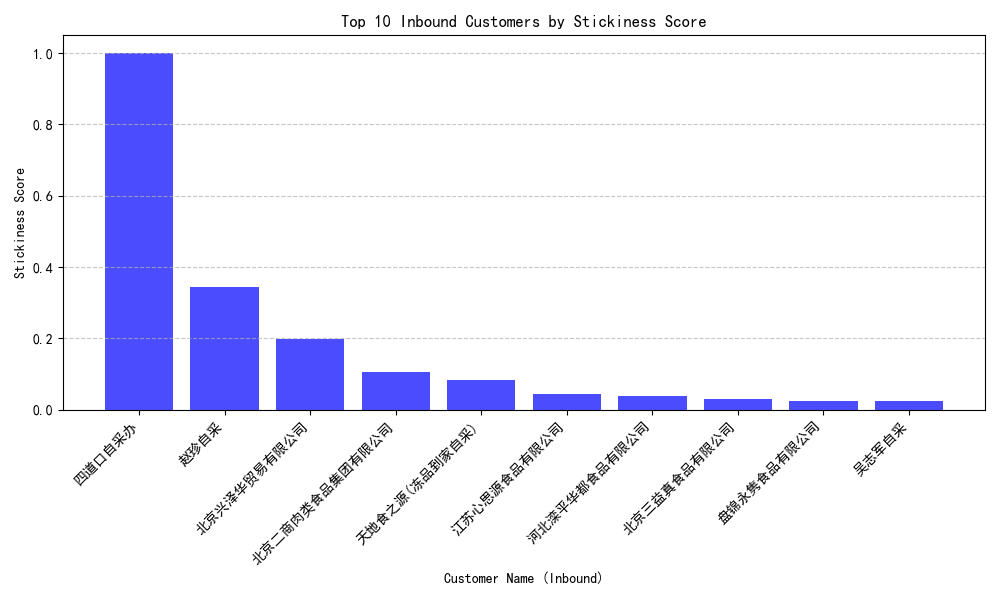 Top 10 Inbound Customers by Stickiness Score
Stickiness Score
1.0
0.8
0.6
0.4
0.2
0.0
四道口自采办
赵珍自采
北京兴泽华贸易有限公司
北京二商肉类食品集团有限公司
天地食之源(冻品到家自采)
江苏心思源食品有限公司
河北滦平华都食品有限公司
北京三益真食品有限公司
盘锦永隽食品有限公司
吴志军自采
Customer Name (Inbound)